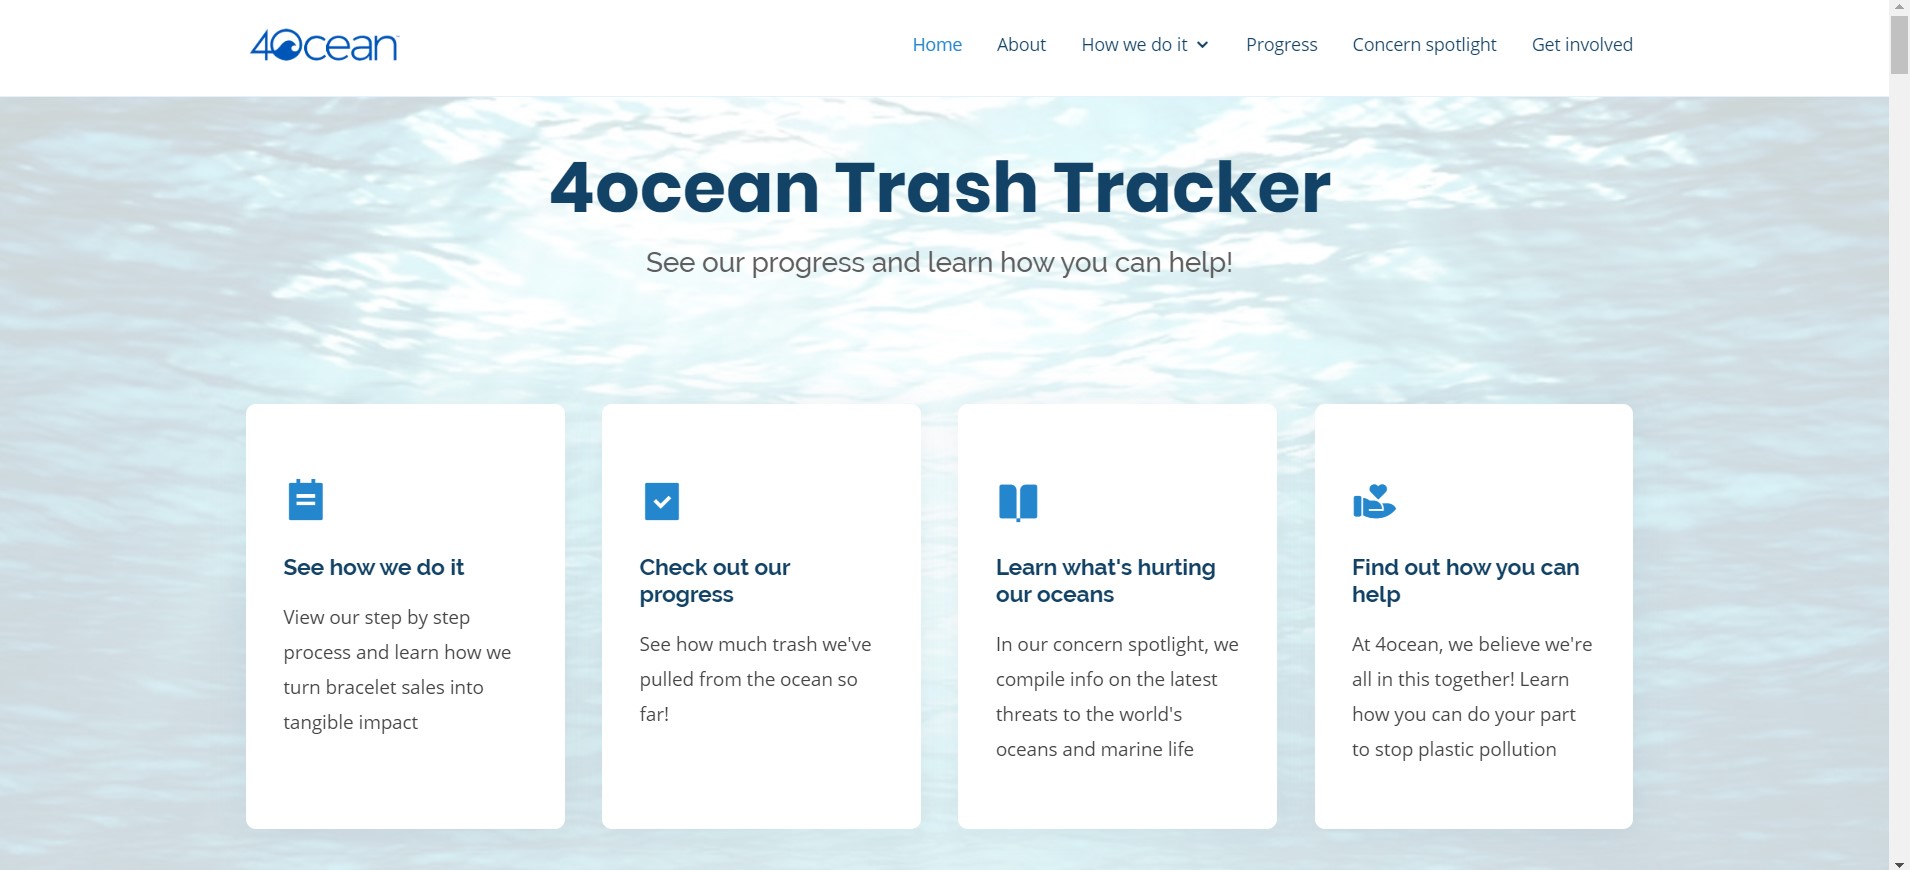 4ocean
Home About How we do it Progress Concern spotlight Get involved
4ocean Trash Tracker
See our progress and learn how you can help!
See how we do it
View our step by step
process and learn how we
turn bracelet sales into
tangible impact
Check out our
progress
See how much trash we've
pulled from the ocean so
far!
Learn what's hurting
our oceans
In our concern spotlight, we
compile info on the latest
threats to the world's
oceans and marine life
Find out how you can
help
At 4ocean, we believe we're
all in this together! Learn
how you can do your part
to stop plastic pollution